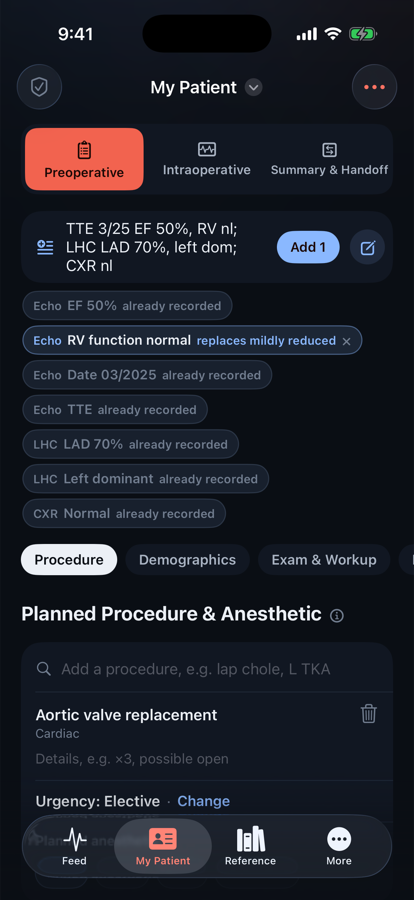 9:41
My Patient
Preoperative
Intraoperative
Summary & Handoff
TTE 3/25 EF 50%, RV nl;
LHC LAD 70%, left dom;
CXR nl
Add 1
Echo EF 50% already recorded
Echo RV function normal replaces mildly reduced ×
Echo Date 03/2025 already recorded
Echo TTE already recorded
LHC LAD 70% already recorded
LHC Left dominant already recorded
CXR Normal already recorded
Procedure
Demographics
Exam & Workup
Planned Procedure & Anesthetic
Add a procedure, e.g. lap chole, L TKA
Aortic valve replacement
Cardiac
Details, e.g. ×3, possible open
Urgency: Elective · Change
Feed
My Patient
Reference
More